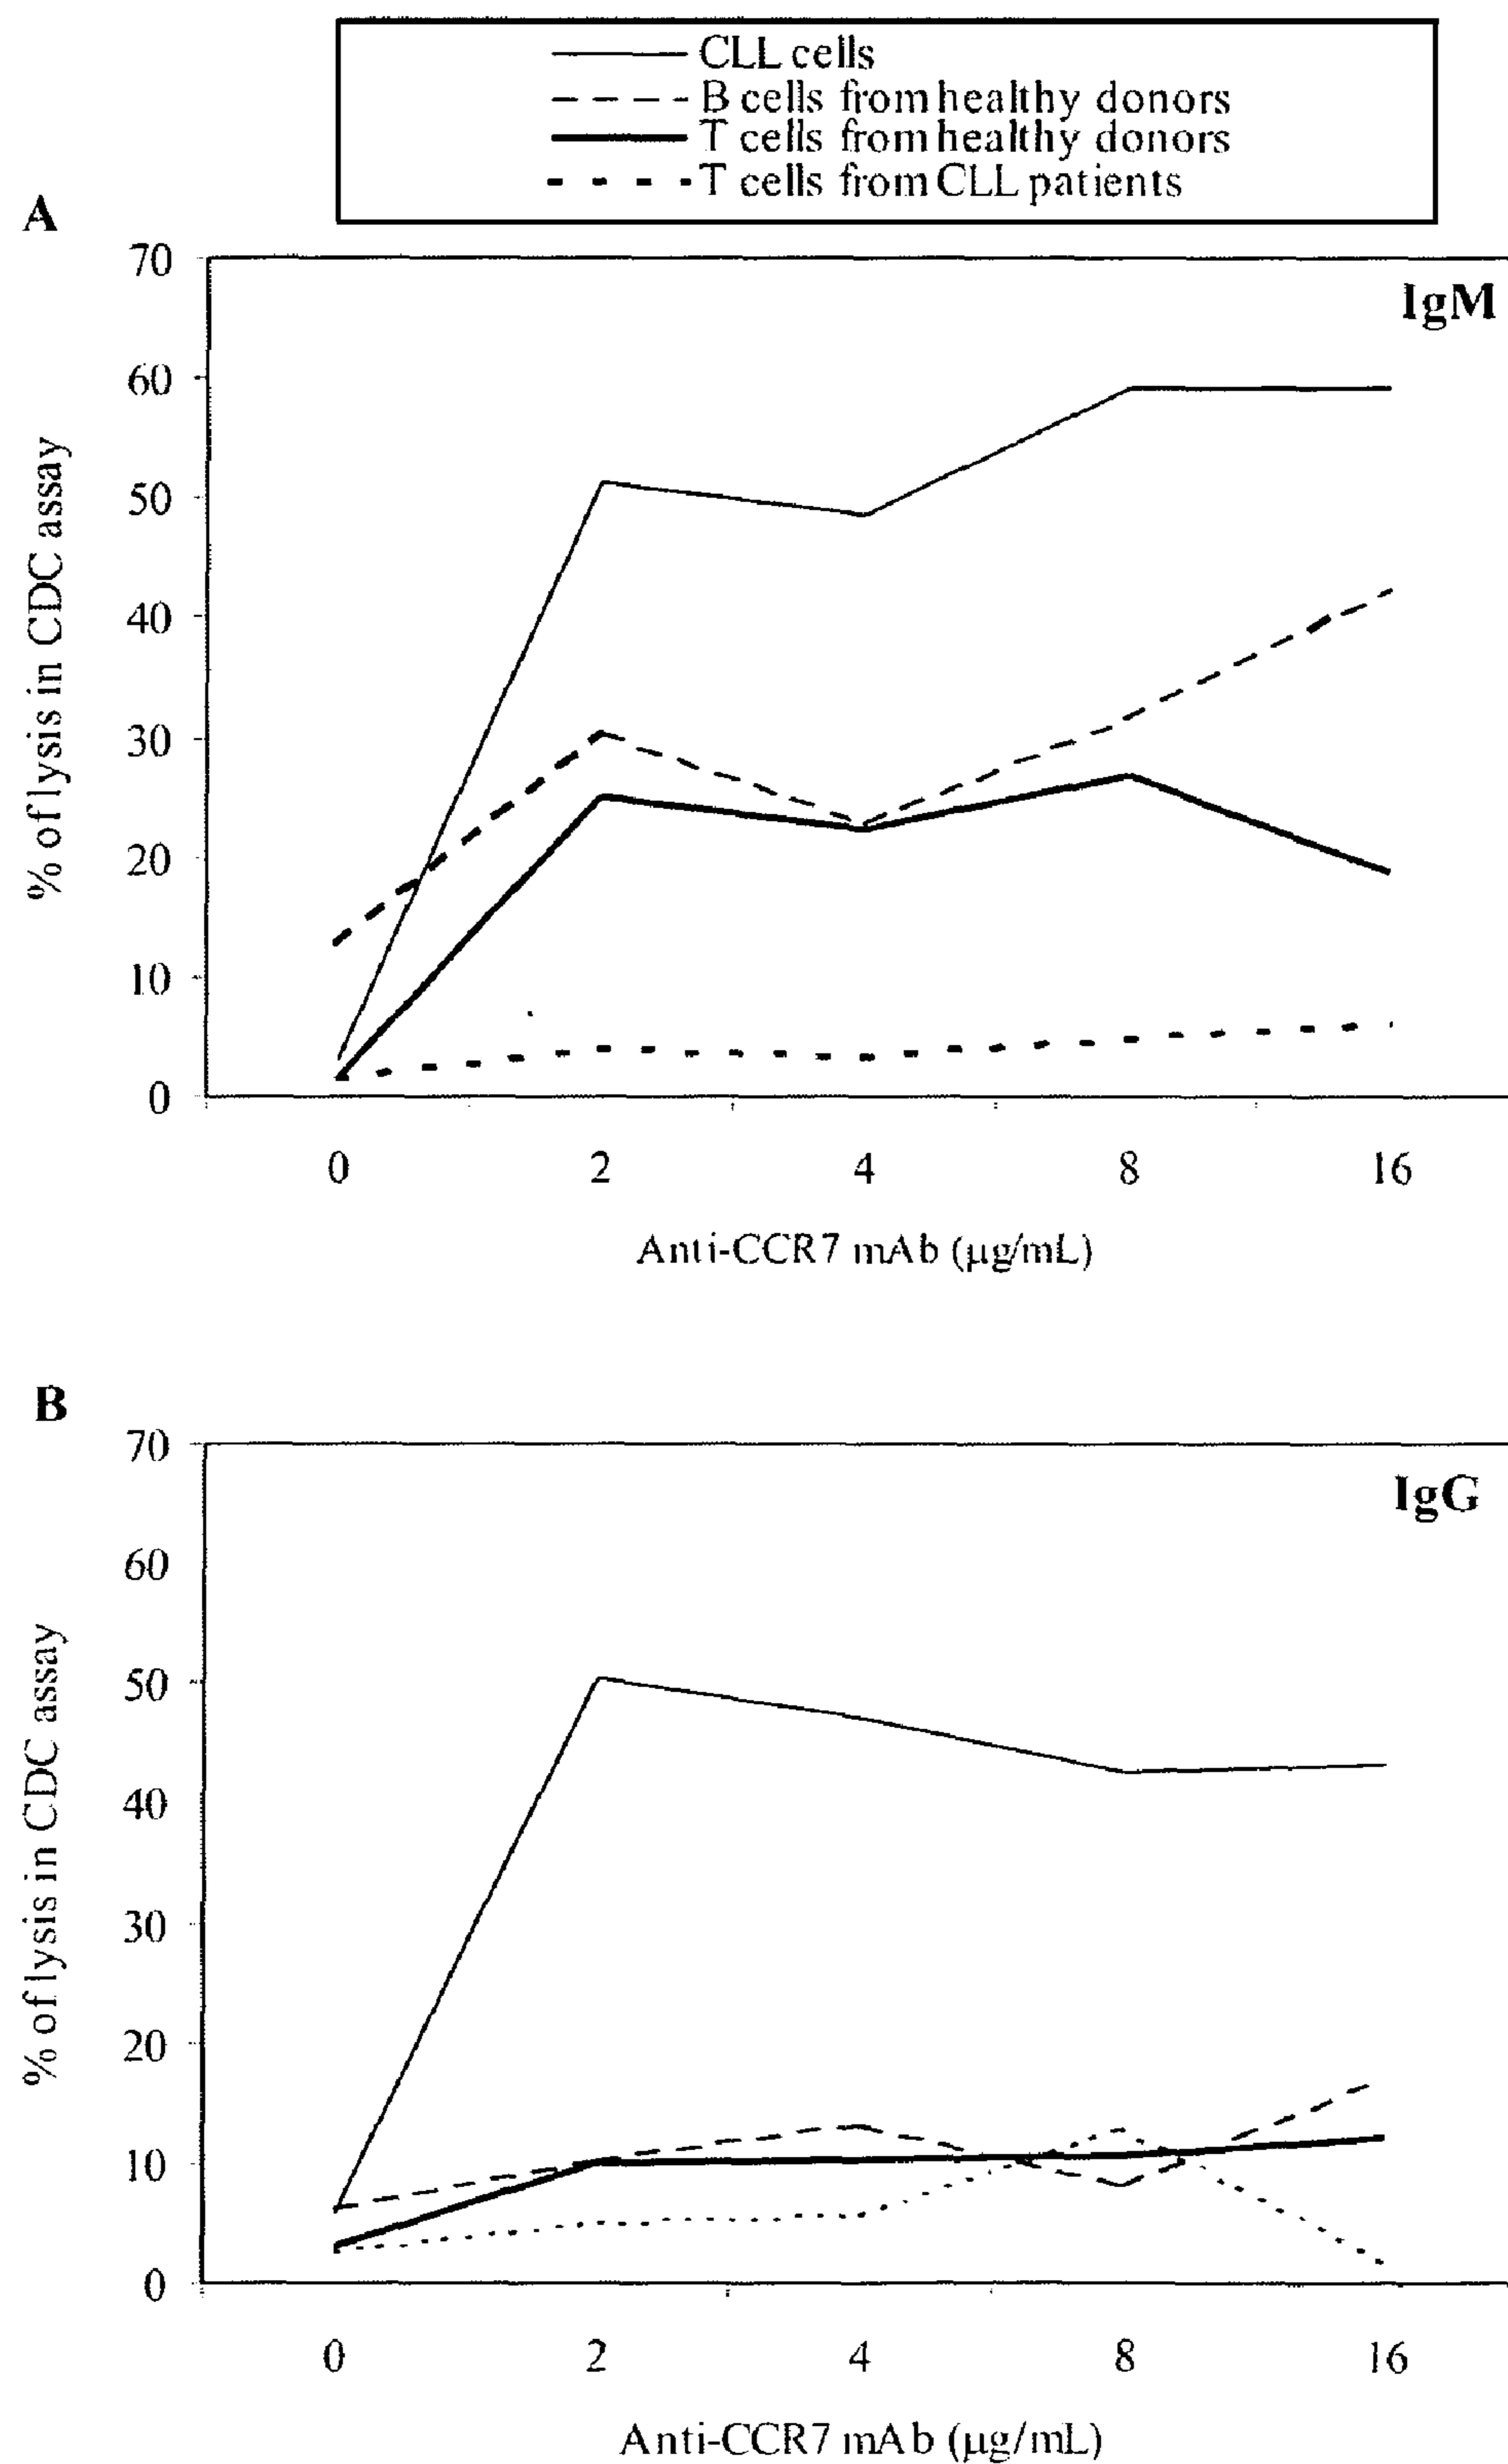 CLL cells
B cells from healthy donors
T cells from healthy donors
T cells from CLL patients
A
70
60
50
40
30
20
10
0
% of lysis in CDC assay
IgM
0 2 4 8 16
Anti-CCR7 mAb (μg/mL)
B
70
60
50
40
30
20
10
0
% of lysis in CDC assay
IgG
0 2 4 8 16
Anti-CCR7 mAb (μg/mL)